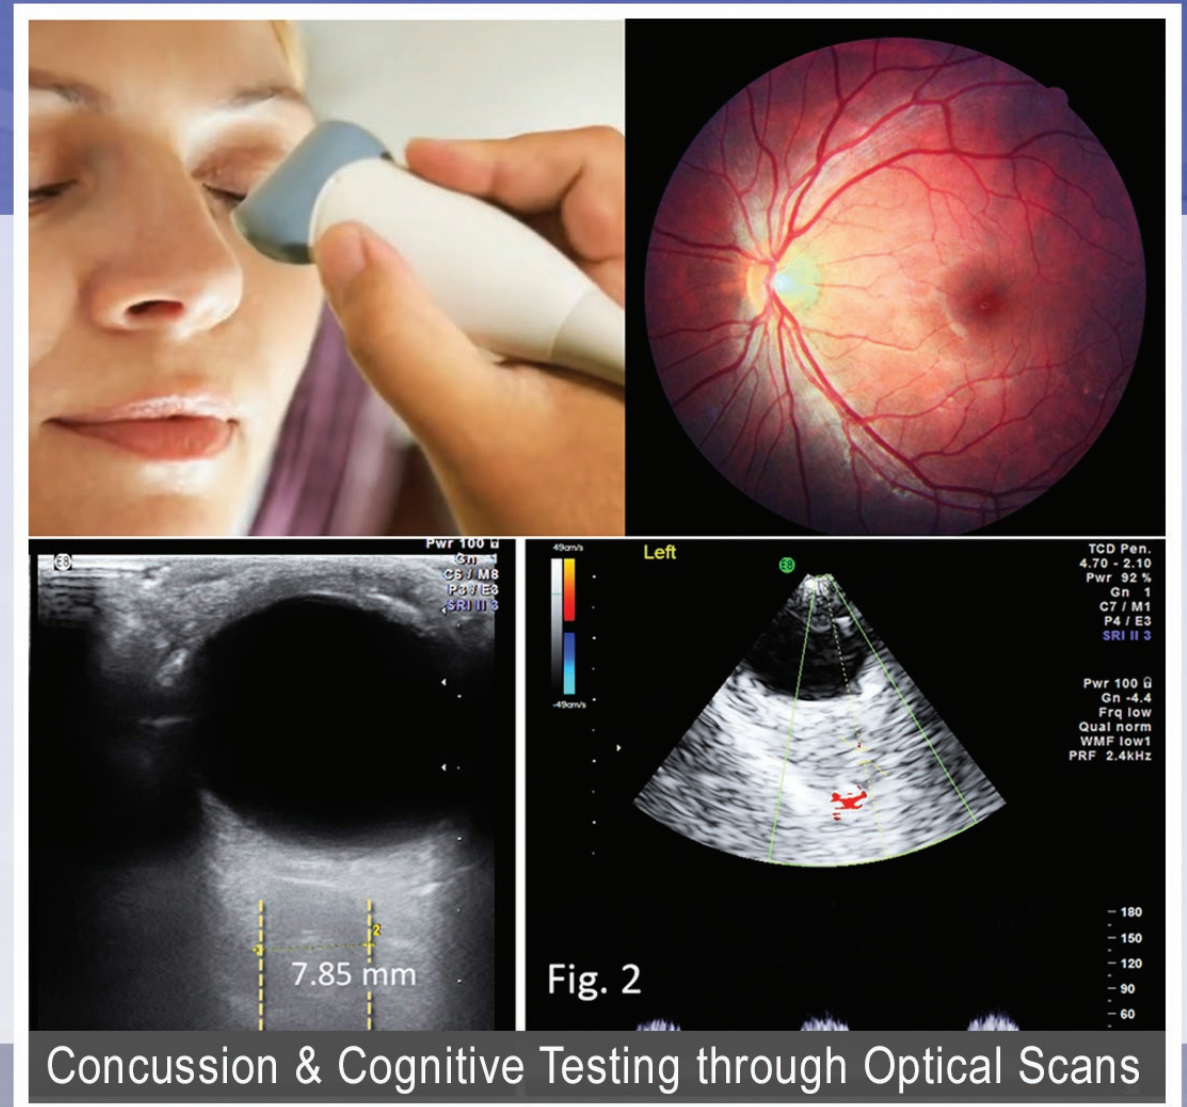 E8
Pwr 100
Gn 1
C6 / M8
P3 / E3
SRI II 3
2
7.85 mm
49cm/s
-49cm/s
Left
E8
TCD Pen.
4.70 - 2.10
Pwr 92 %
Gn 1
C7 / M1
P4 / E3
SRI II 3
Pwr 100
Gn -4.4
Frq low
Qual norm
WMF low1
PRF 2.4kHz
180
150
120
90
60
Fig. 2
Concussion & Cognitive Testing through Optical Scans